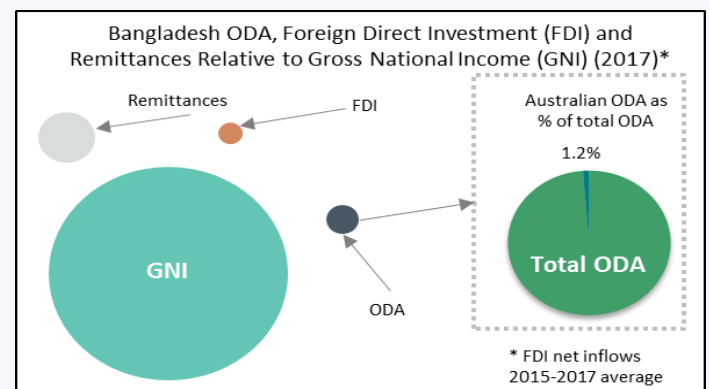 Bangladesh ODA, Foreign Direct Investment (FDI) and
Remittances Relative to Gross National Income (GNI) (2017)*
Remittances
FDI
GNI
ODA
Australian ODA as
% of total ODA
1.2%
Total ODA
* FDI net inflows
2015-2017 average